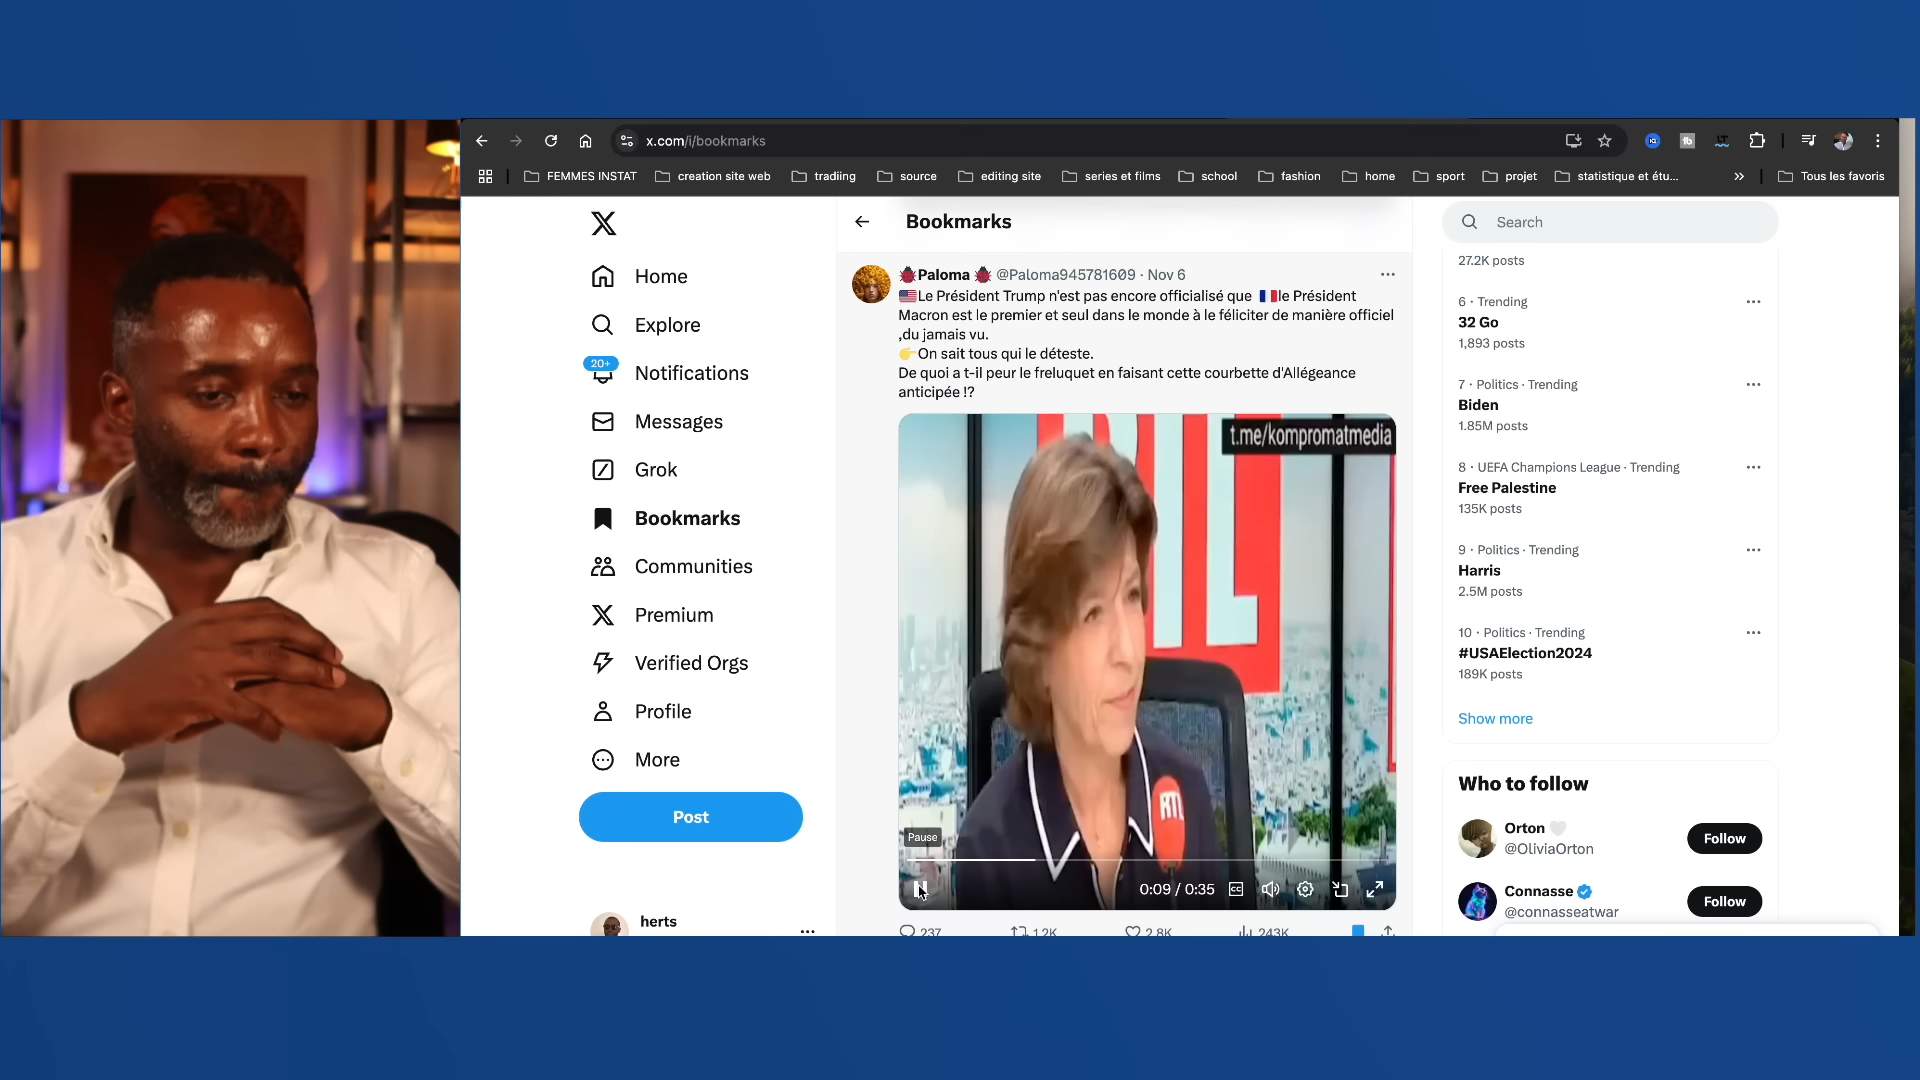 x.com/i/bookmarks
FEMMES INSTAT
creation site web
tradiing
source
editing site
series et films
school
fashion
home
sport
projet
statistique et étu...
Tous les favoris
Home
Explore
20+
Notifications
Messages
Grok
Bookmarks
Communities
Premium
Verified Orgs
Profile
More
Post
herts
Bookmarks
🐞Paloma 🐞 @Paloma945781609 · Nov 6
🇺🇸Le Président Trump n'est pas encore officialisé que 🇫🇷le Président
Macron est le premier et seul dans le monde à le féliciter de manière officiel
,du jamais vu.
👉On sait tous qui le déteste.
De quoi a t-il peur le freluquet en faisant cette courbette d'Allégeance
anticipée !?
t.me/kompromatmedia
RTL
Pause
0:09 / 0:35
CC
237
1.2K
2.8K
243K
Search
27.2K posts
6 · Trending
32 Go
1,893 posts
7 · Politics · Trending
Biden
1.85M posts
8 · UEFA Champions League · Trending
Free Palestine
135K posts
9 · Politics · Trending
Harris
2.5M posts
10 · Politics · Trending
#USAElection2024
189K posts
Show more
Who to follow
Orton 🤍
@OliviaOrton
Follow
Connasse
@connasseatwar
Follow